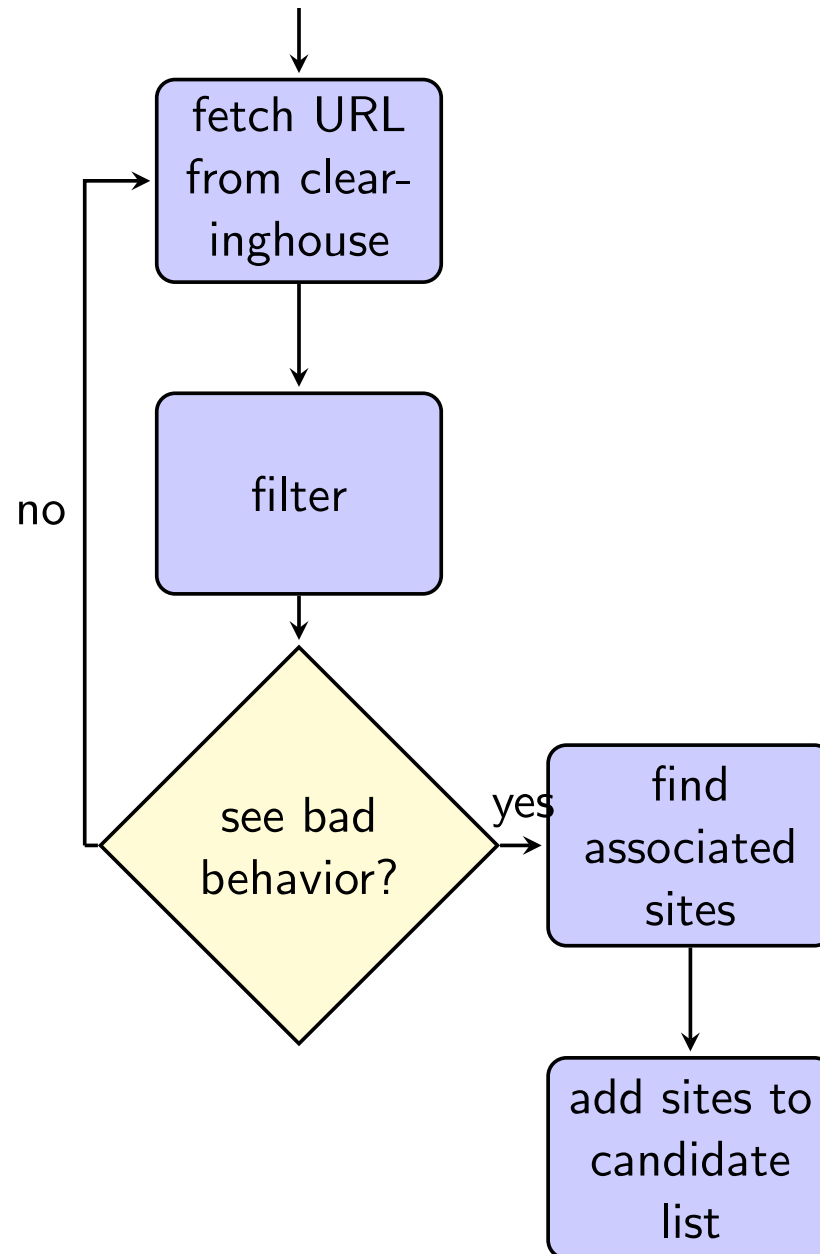 fetch URL
from clear-
inghouse
filter
no
see bad
behavior?
yes
find
associated
sites
add sites to
candidate
list